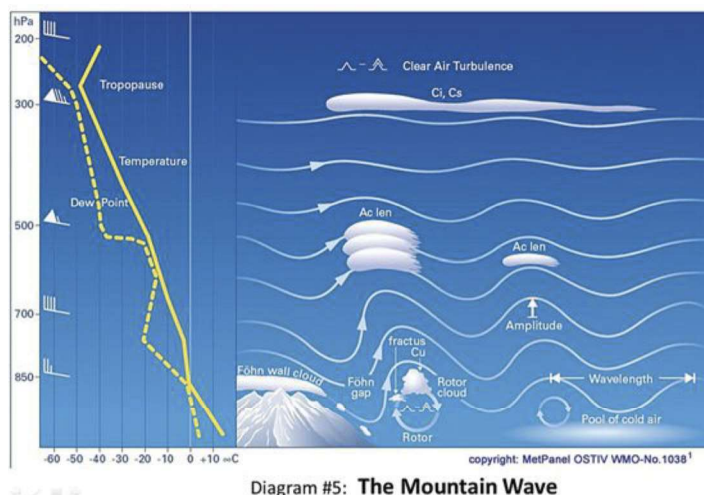 hPa
200
300
500
700
850
Tropopause
Temperature
Dew Point
-60 -50 -40 -30 -20 -10 0 +10 ∞C
Clear Air Turbulence
Ci, Cs
Ac len
Ac len
Amplitude
fractus
Cu
Föhn wall cloud
Föhn
gap
Rotor
cloud
Wavelength
Rotor
Pool of cold air
copyright: MetPanel OSTIV WMO-No.1038¹
Diagram #5: The Mountain Wave